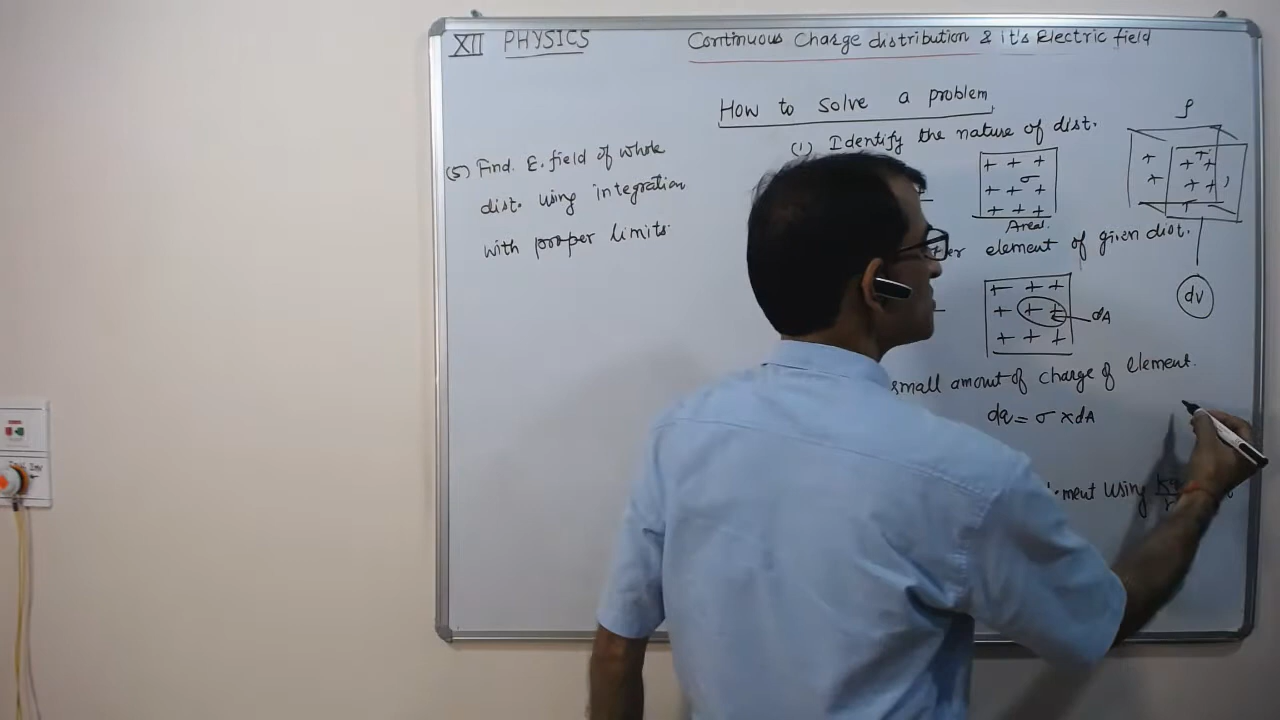 XII PHYSICS
Continuous Charge distribution & It's Electric field
How to solve a problem
(1) Identify the nature of dist.
+ + +
+ σ +
+ + +
Areal
ρ
+ + +
+ + +
element of given dist.
+ + +
+ + +
+ + +
dA
dv
small amount of charge of element.
dq = σ x dA
using
(5) Find E. field of whole
dist. using integration
with proper limits.